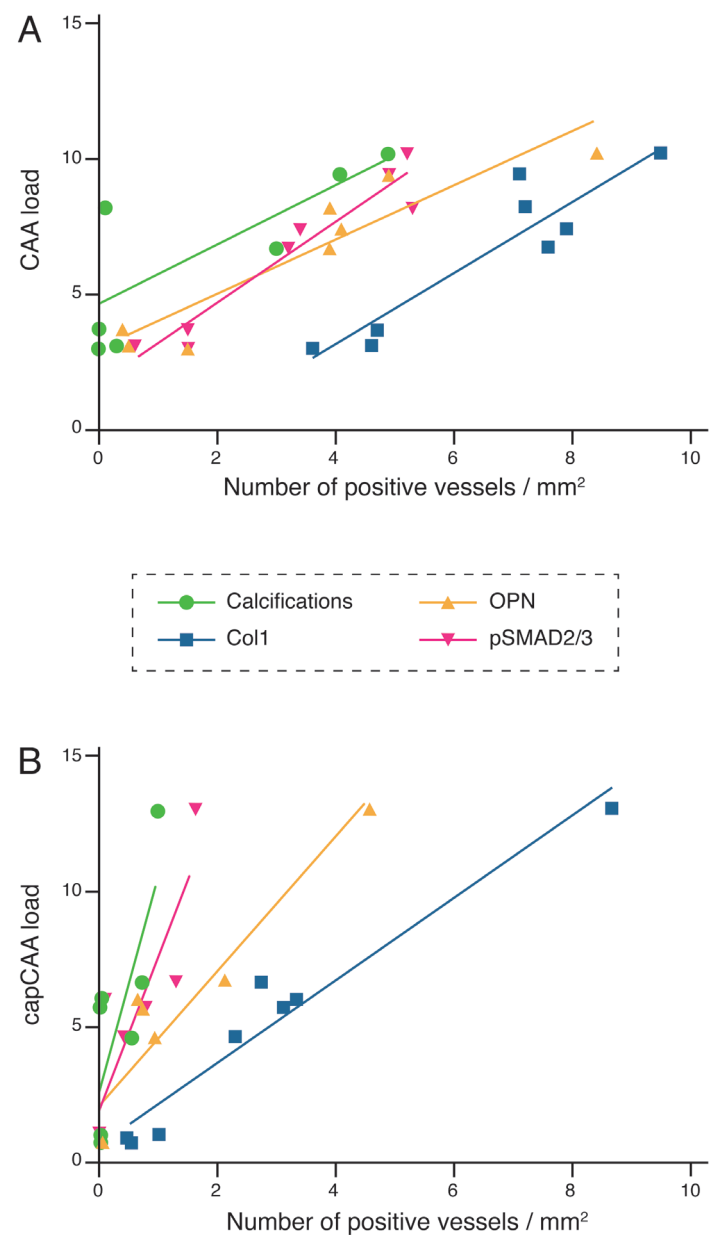 A
15
10
5
0
CAA load
0 2 4 6 8 10
Number of positive vessels / mm²
Calcifications OPN
Col1 pSMAD2/3
B
15
10
5
0
capCAA load
0 2 4 6 8 10
Number of positive vessels / mm²